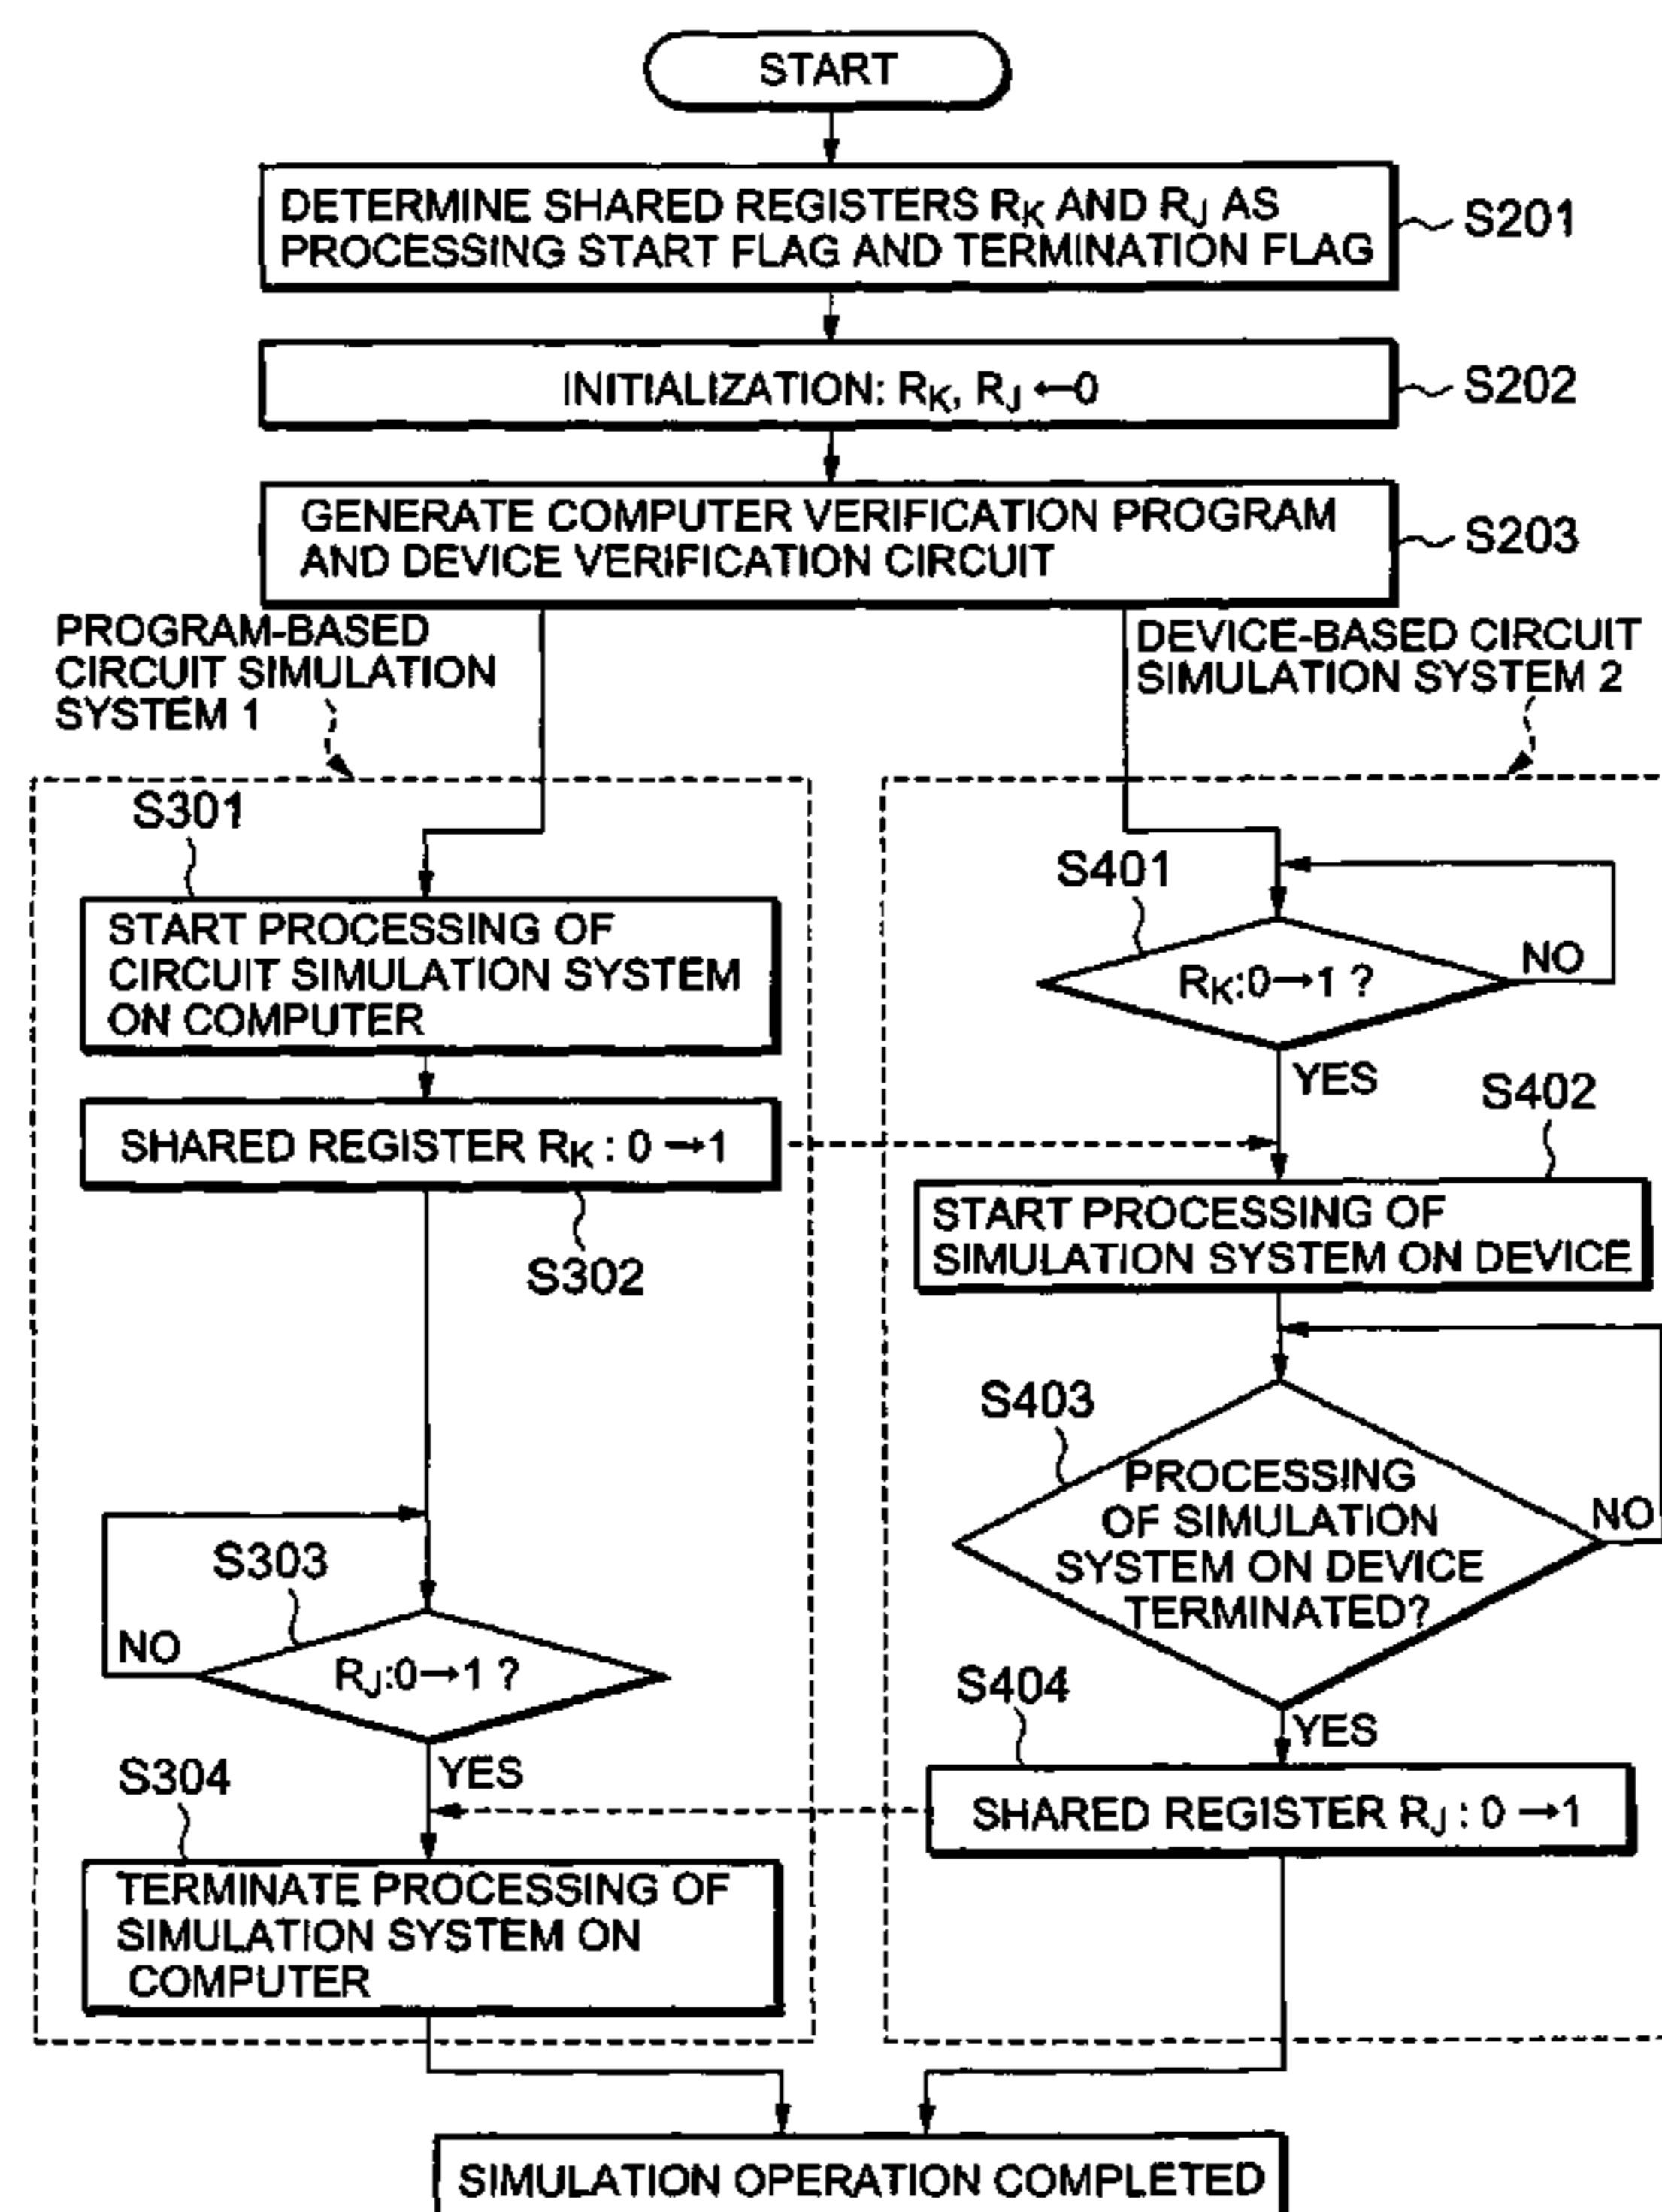 START
DETERMINE SHARED REGISTERS RK AND RJ AS
PROCESSING START FLAG AND TERMINATION FLAG
S201
INITIALIZATION: RK, RJ ←0
S202
GENERATE COMPUTER VERIFICATION PROGRAM
AND DEVICE VERIFICATION CIRCUIT
S203
PROGRAM-BASED
CIRCUIT SIMULATION
SYSTEM 1
DEVICE-BASED CIRCUIT
SIMULATION SYSTEM 2
S301
START PROCESSING OF
CIRCUIT SIMULATION SYSTEM
ON COMPUTER
SHARED REGISTER RK : 0 →1
S302
S303
RJ:0→1 ?
NO
YES
S304
TERMINATE PROCESSING OF
SIMULATION SYSTEM ON
COMPUTER
S401
RK:0→1 ?
NO
YES
S402
START PROCESSING OF
SIMULATION SYSTEM ON DEVICE
S403
PROCESSING
OF SIMULATION
SYSTEM ON DEVICE
TERMINATED?
NO
YES
S404
SHARED REGISTER RJ : 0 →1
SIMULATION OPERATION COMPLETED